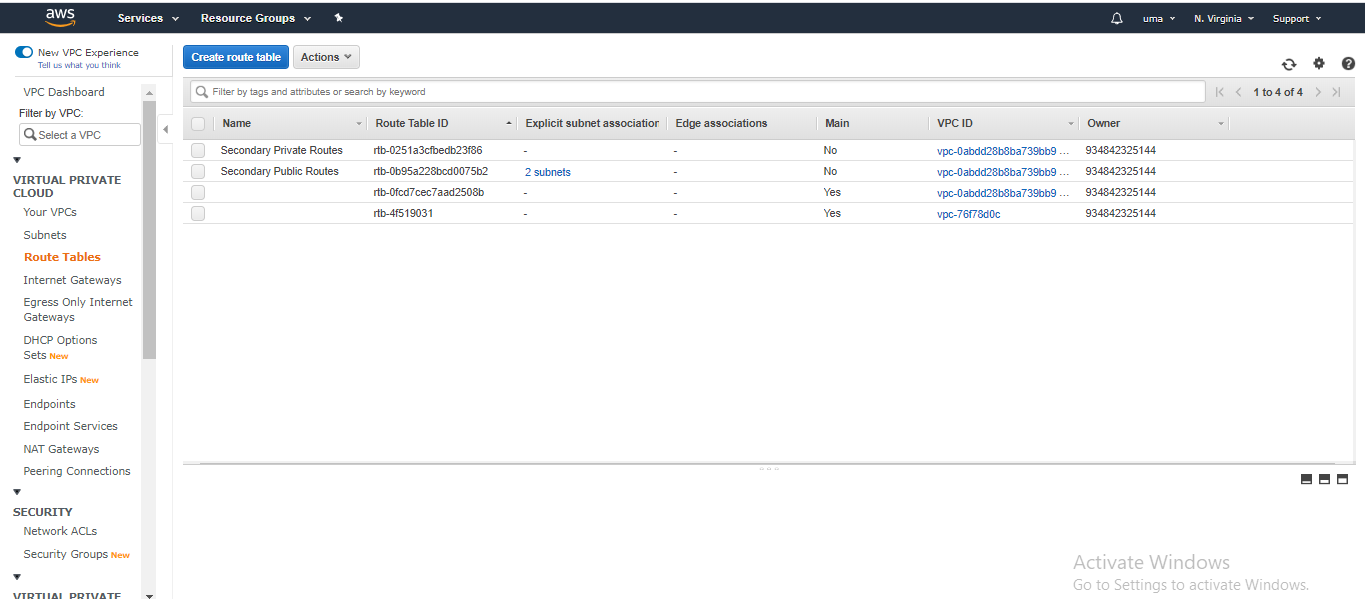 aws Services Resource Groups uma N. Virginia Support
New VPC Experience
Tell us what you think
Create route table Actions
VPC Dashboard
Filter by VPC:
Select a VPC
Filter by tags and attributes or search by keyword
1 to 4 of 4
Name Route Table ID Explicit subnet association Edge associations Main VPC ID Owner
Secondary Private Routes rtb-0251a3cfbedb23f86 - - No vpc-0abdd28b8ba739bb9 ... 934842325144
Secondary Public Routes rtb-0b95a228bcd0075b2 2 subnets - No vpc-0abdd28b8ba739bb9 ... 934842325144
rtb-0fcd7cec7aad2508b - - Yes vpc-0abdd28b8ba739bb9 ... 934842325144
rtb-4f519031 - - Yes vpc-76f78d0c 934842325144
VIRTUAL PRIVATE
CLOUD
Your VPCs
Subnets
Route Tables
Internet Gateways
Egress Only Internet
Gateways
DHCP Options
Sets New
Elastic IPs New
Endpoints
Endpoint Services
NAT Gateways
Peering Connections
SECURITY
Network ACLs
Security Groups New
VIRTUAL PRIVATE
Activate Windows
Go to Settings to activate Windows.